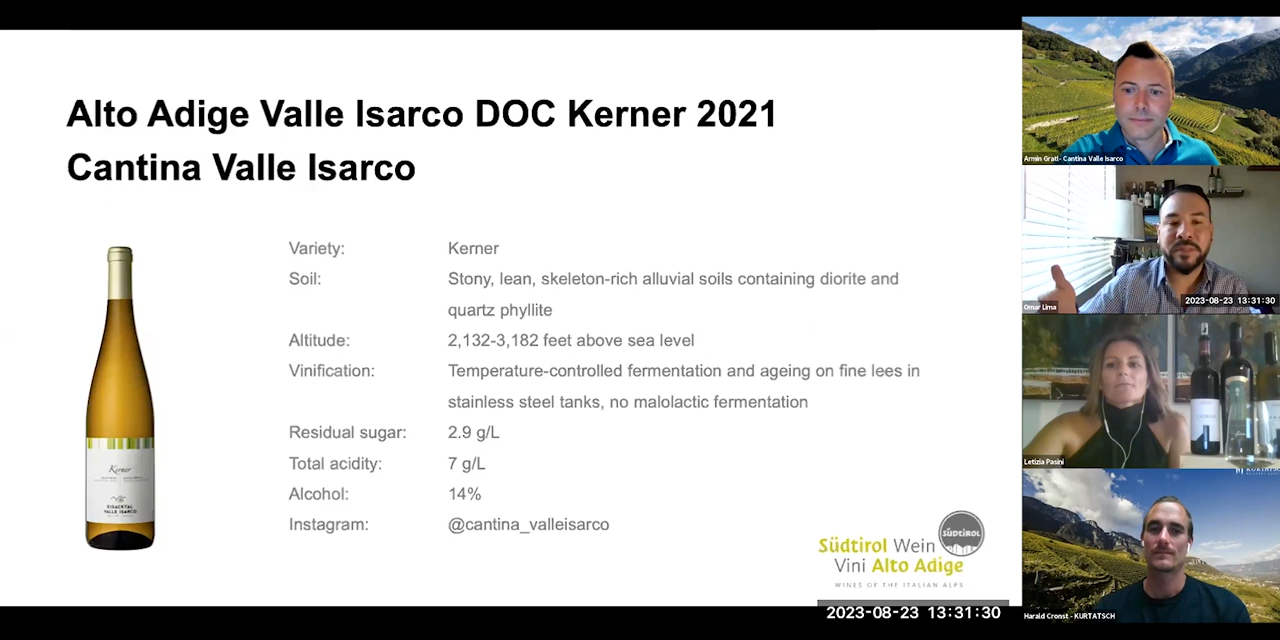 Alto Adige Valle Isarco DOC Kerner 2021
Cantina Valle Isarco
Variety: Kerner
Soil: Stony, lean, skeleton-rich alluvial soils containing diorite and
quartz phyllite
Altitude: 2,132-3,182 feet above sea level
Vinification: Temperature-controlled fermentation and ageing on fine lees in
stainless steel tanks, no malolactic fermentation
Residual sugar: 2.9 g/L
Total acidity: 7 g/L
Alcohol: 14%
Instagram: @cantina_valleisarco
Kerner
EISACKTAL
VALLE ISARCO
SÜDTIROL
Südtirol Wein
Vini Alto Adige
WINES OF THE ITALIAN ALPS
2023-08-23 13:31:30
Armin Gratl- Cantina Valle Isarco
2023-08-23 13:31:30
Omar Lima
Letizia Pasini
KURTATSCH
Harald Cronst - KURTATSCH